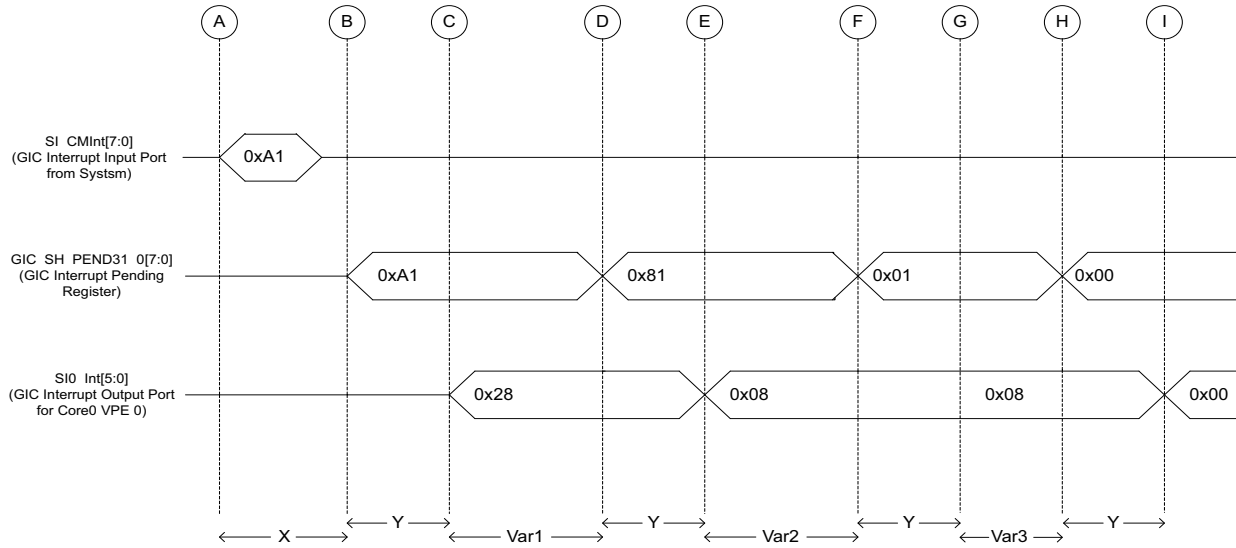 A B C D E F G H I
SI CMInt[7:0]
(GIC Interrupt Input Port
from Systsm)
0xA1
GIC SH PEND31 0[7:0]
(GIC Interrupt Pending
Register)
0xA1 0x81 0x01 0x00
SI0 Int[5:0]
(GIC Interrupt Output Port
for Core0 VPE 0)
0x28 0x08 0x08 0x00
X Y Var1 Y Var2 Y Var3 Y